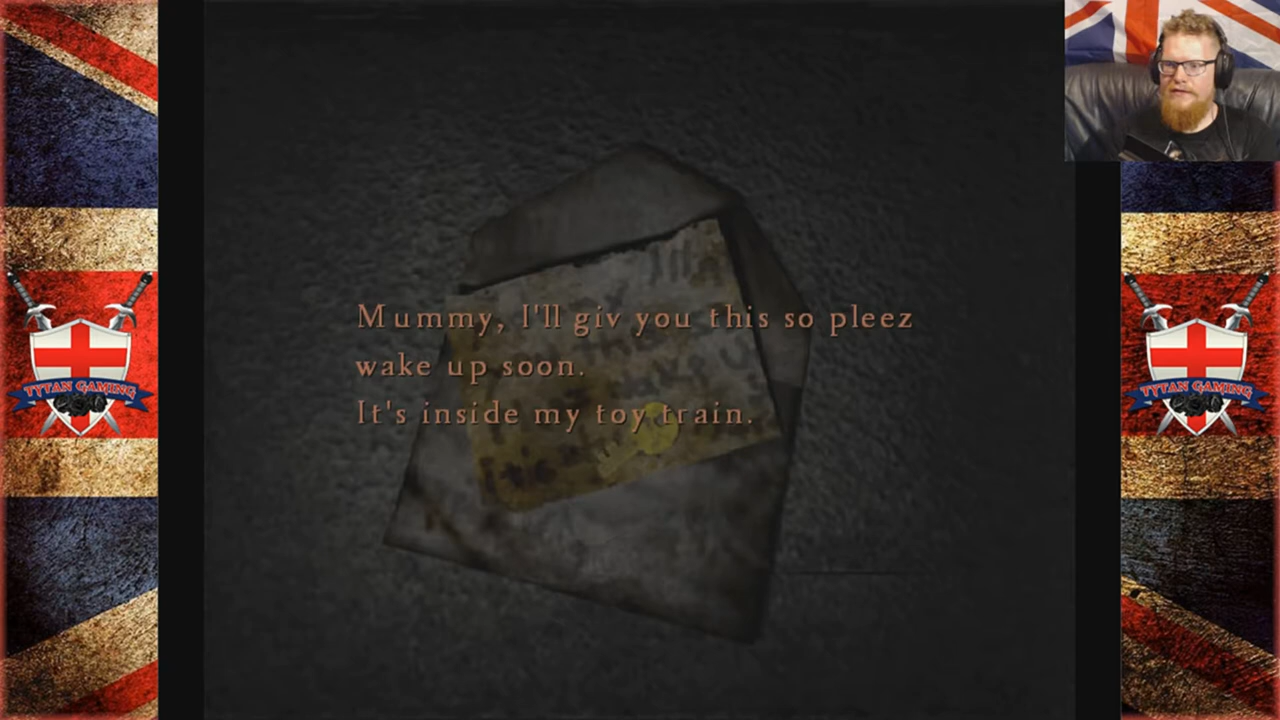 Mummy, I'll giv you this so pleez
wake up soon.
It's inside my toy train.
TYTAN GAMING
TYTAN GAMING